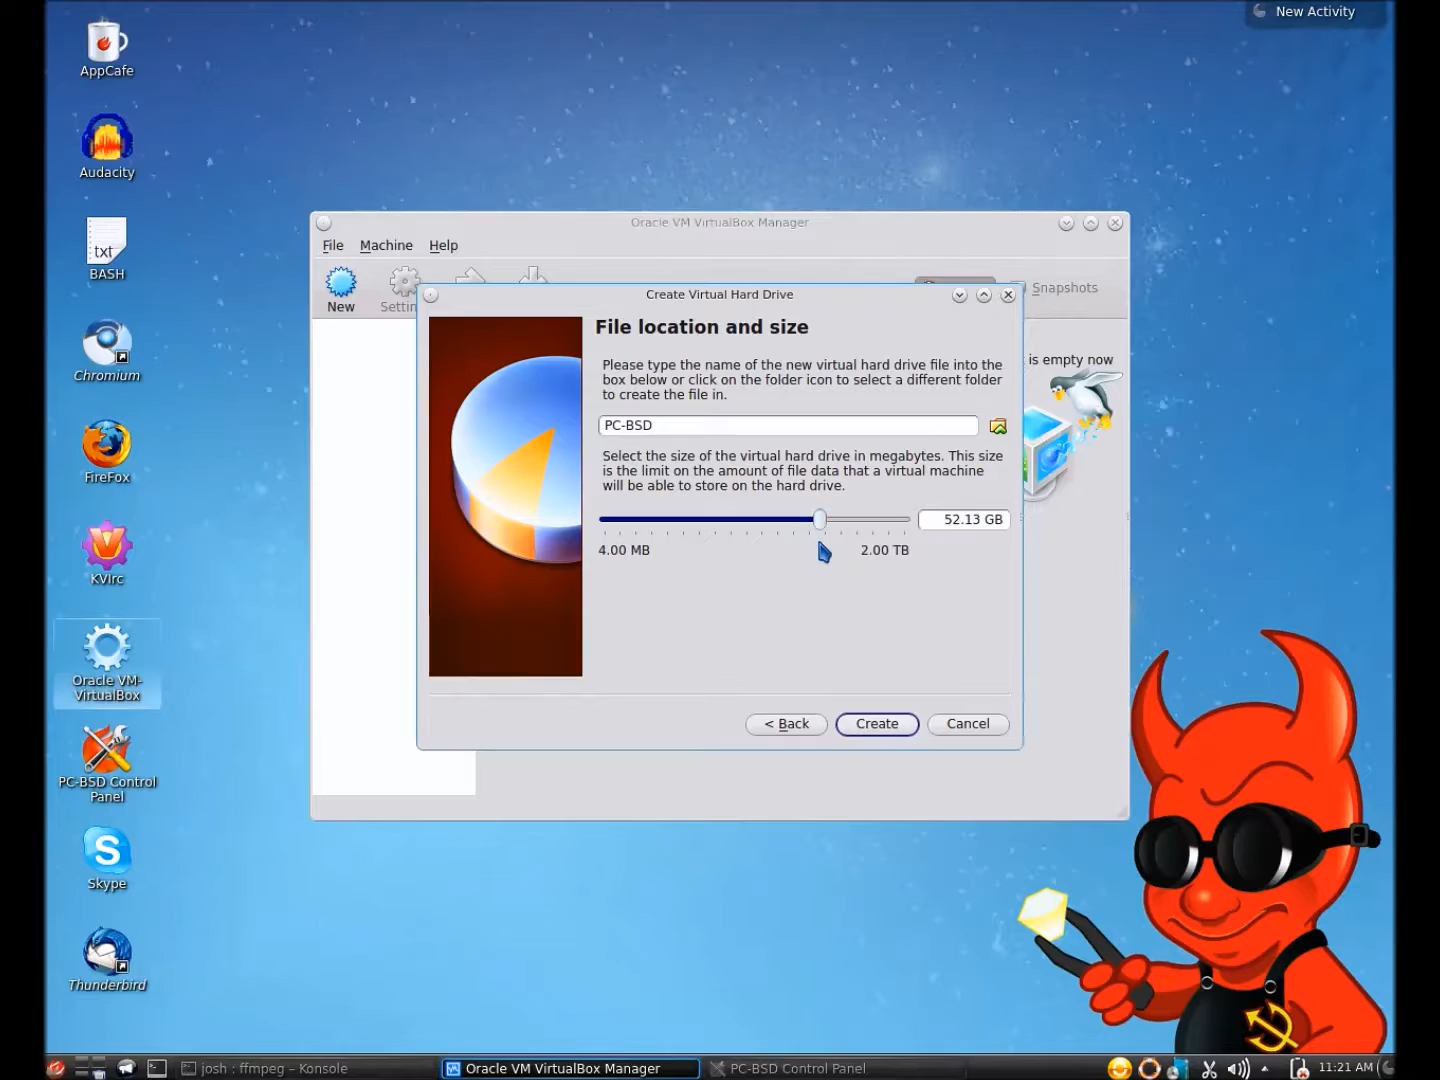 New Activity
AppCafe
Audacity
txt
BASH
Chromium
FireFox
KVIrc
Oracle VM-
VirtualBox
PC-BSD Control
Panel
S
Skype
Thunderbird
Oracle VM VirtualBox Manager
File Machine Help
New
Settin
Snapshots
is empty now
Create Virtual Hard Drive
File location and size
Please type the name of the new virtual hard drive file into the
box below or click on the folder icon to select a different folder
to create the file in.
PC-BSD
Select the size of the virtual hard drive in megabytes. This size
is the limit on the amount of file data that a virtual machine
will be able to store on the hard drive.
52.13 GB
4.00 MB 2.00 TB
< Back Create Cancel
josh : ffmpeg – Konsole
Oracle VM VirtualBox Manager
PC-BSD Control Panel
11:21 AM